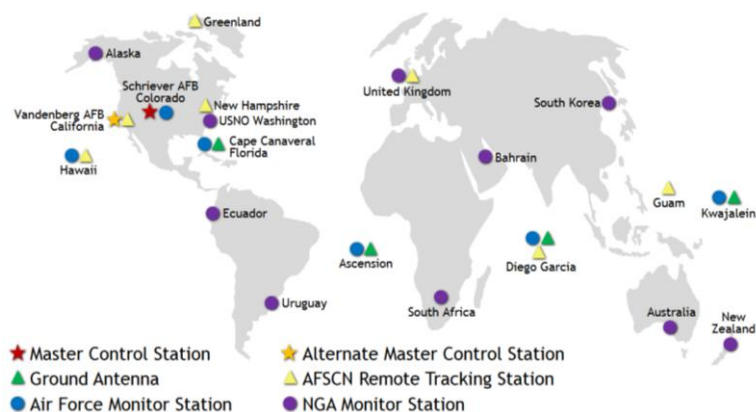 Greenland
Alaska
Schriever AFB
Colorado
Vandenberg AFB
California
New Hampshire
USNO Washington
Cape Canaveral
Florida
Hawaii
United Kingdom
South Korea
Bahrain
Guam
Kwajalein
Ecuador
Ascension
Diego Garcia
Uruguay
South Africa
Australia
New
Zealand
Master Control Station
Alternate Master Control Station
Ground Antenna
AFSCN Remote Tracking Station
Air Force Monitor Station
NGA Monitor Station